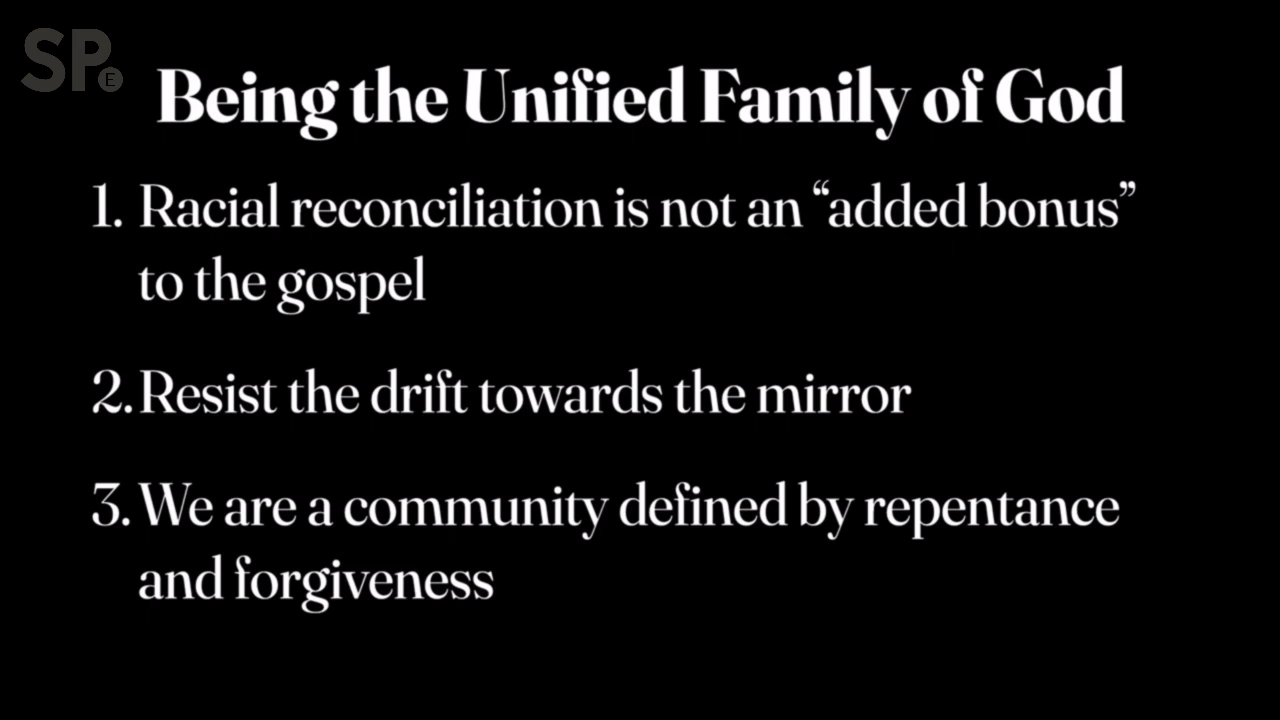 SP.
E
Being the Unified Family of God
1. Racial reconciliation is not an “added bonus”
to the gospel
2. Resist the drift towards the mirror
3. We are a community defined by repentance
and forgiveness